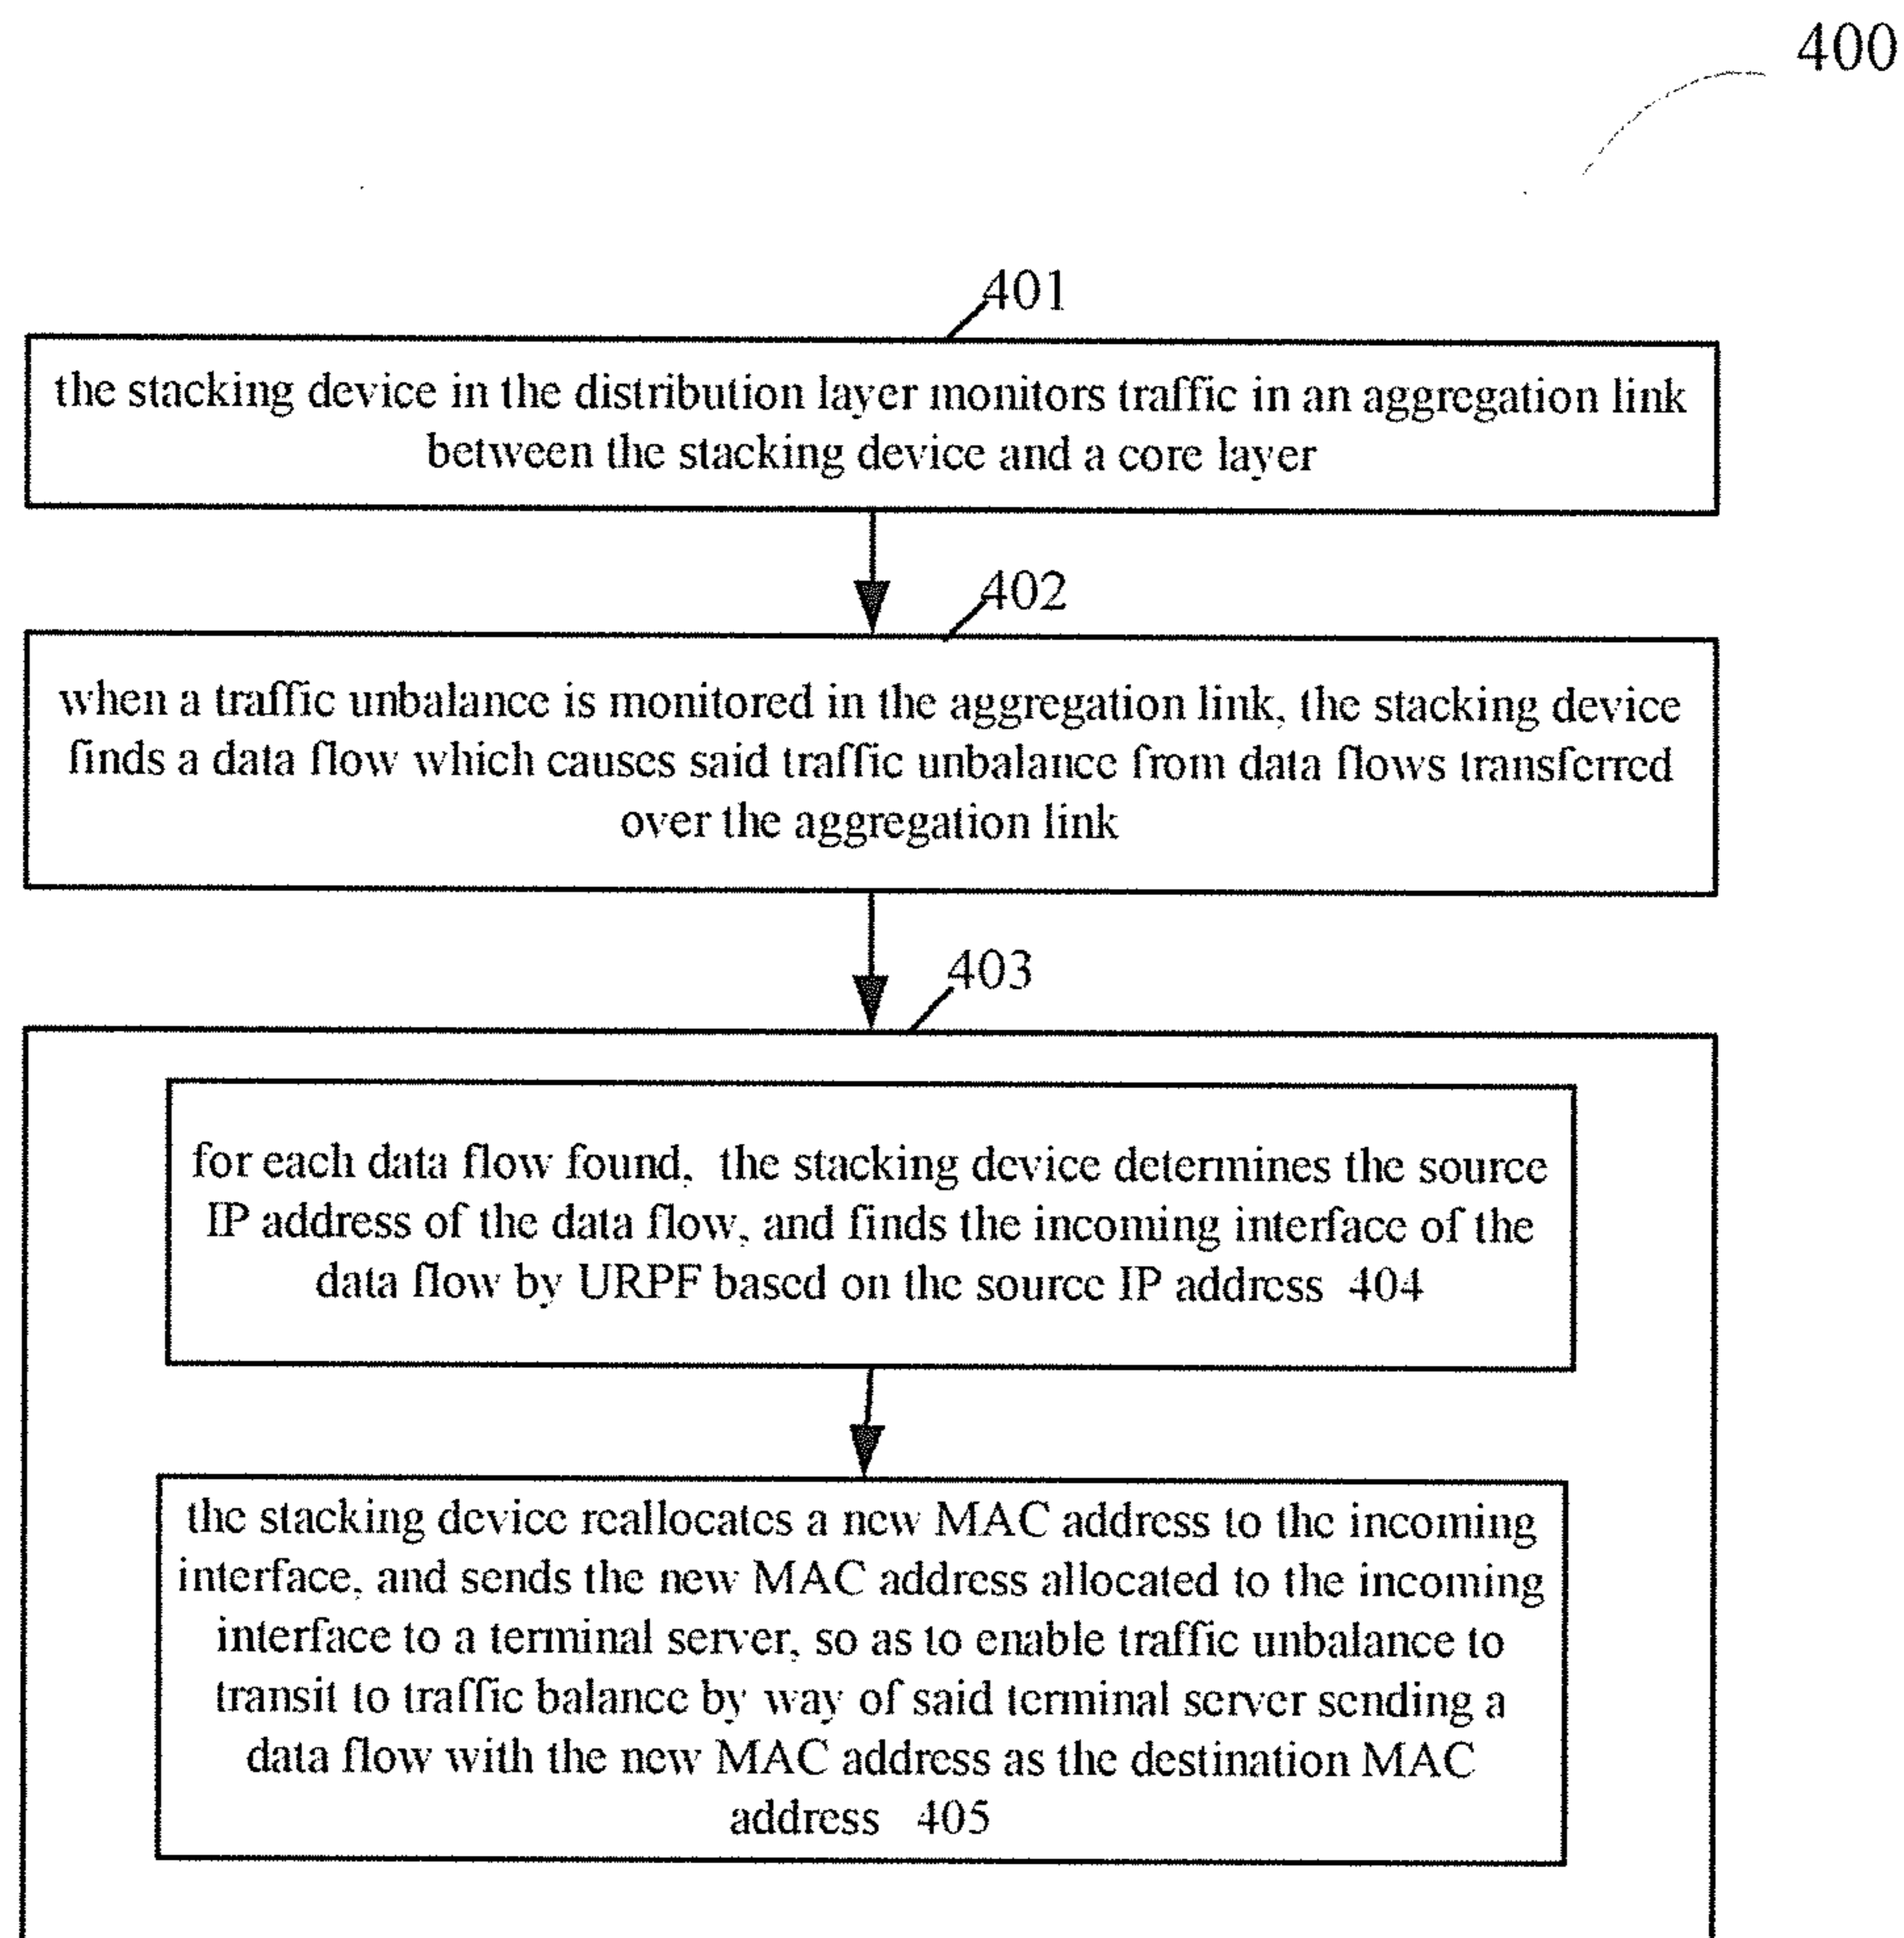 400
401
the stacking device in the distribution layer monitors traffic in an aggregation link
between the stacking device and a core layer
402
when a traffic unbalance is monitored in the aggregation link, the stacking device
finds a data flow which causes said traffic unbalance from data flows transferred
over the aggregation link
403
for each data flow found, the stacking device determines the source
IP address of the data flow, and finds the incoming interface of the
data flow by URPF based on the source IP address 404
the stacking device reallocates a new MAC address to the incoming
interface, and sends the new MAC address allocated to the incoming
interface to a terminal server, so as to enable traffic unbalance to
transit to traffic balance by way of said terminal server sending a
data flow with the new MAC address as the destination MAC
address 405